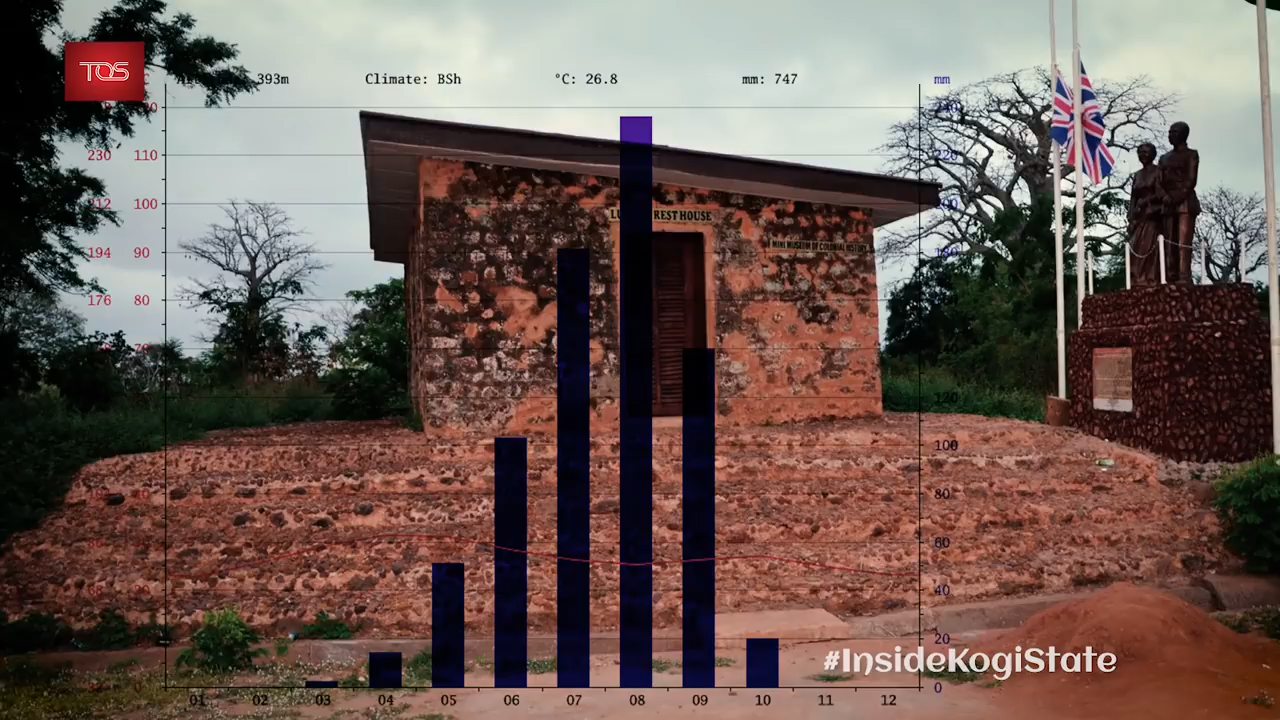 TOS
393m Climate: BSh °C: 26.8 mm: 747
mm
230 110 220
212 100
194 90
176 80
120
100
80
60
40
20
0
REST HOUSE
MINI MUSEUM OF COLONIAL HISTORY
01 02 03 04 05 06 07 08 09 10 11 12
#InsideKogiState